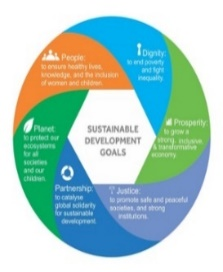 People:
to ensure healthy lives,
knowledge, and the inclusion
of women and children.
Dignity:
to end poverty
and fight
inequality.
Prosperity:
to grow a
strong, inclusive,
& transformative
economy.
Justice:
to promote safe and peaceful
societies, and strong
institutions.
Partnership:
to catalyse
global solidarity
for sustainable
development.
Planet:
to protect our
ecosystems
for all
societies
and our
children.
SUSTAINABLE
DEVELOPMENT
GOALS